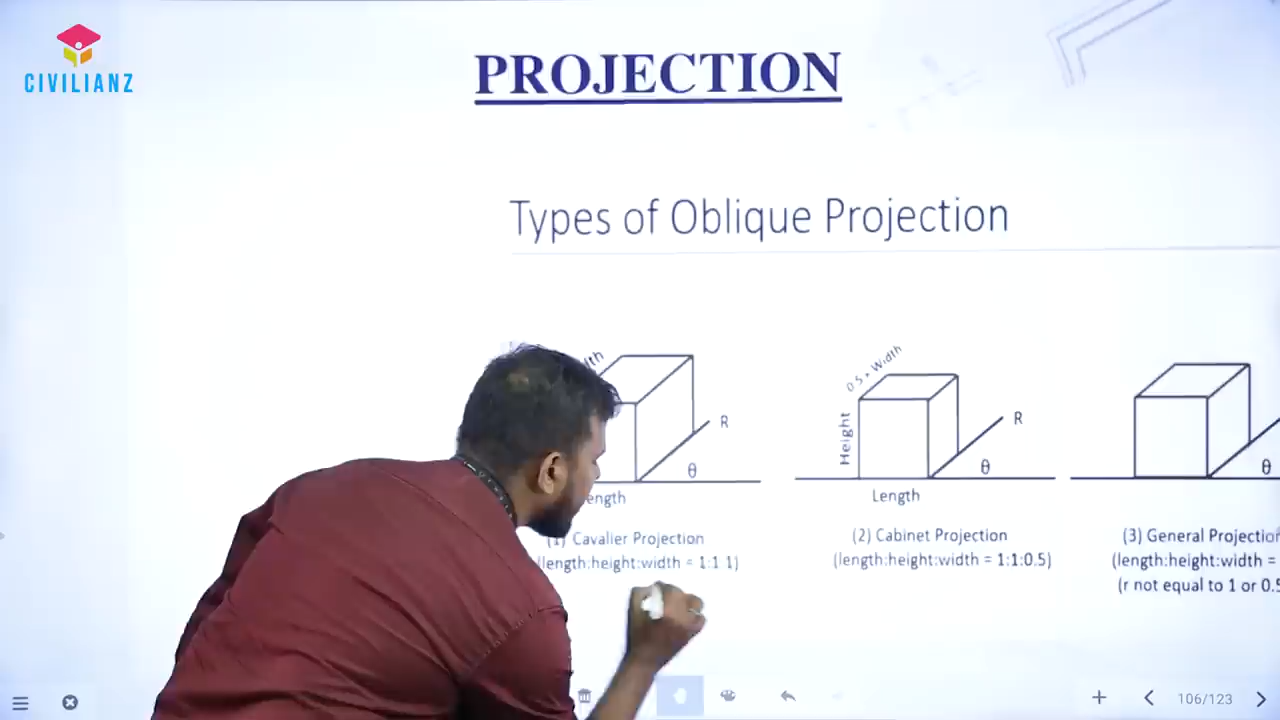 CIVILIANZ
PROJECTION
Types of Oblique Projection
R
θ
(1) Cavalier Projection
length:height:width = 1:1 1)
0.5 * Width
Height
R
θ
Length
(2) Cabinet Projection
(length:height:width = 1:1:0.5)
θ
(3) General Projection
(length:height:width =
(r not equal to 1 or 0.5
106/123